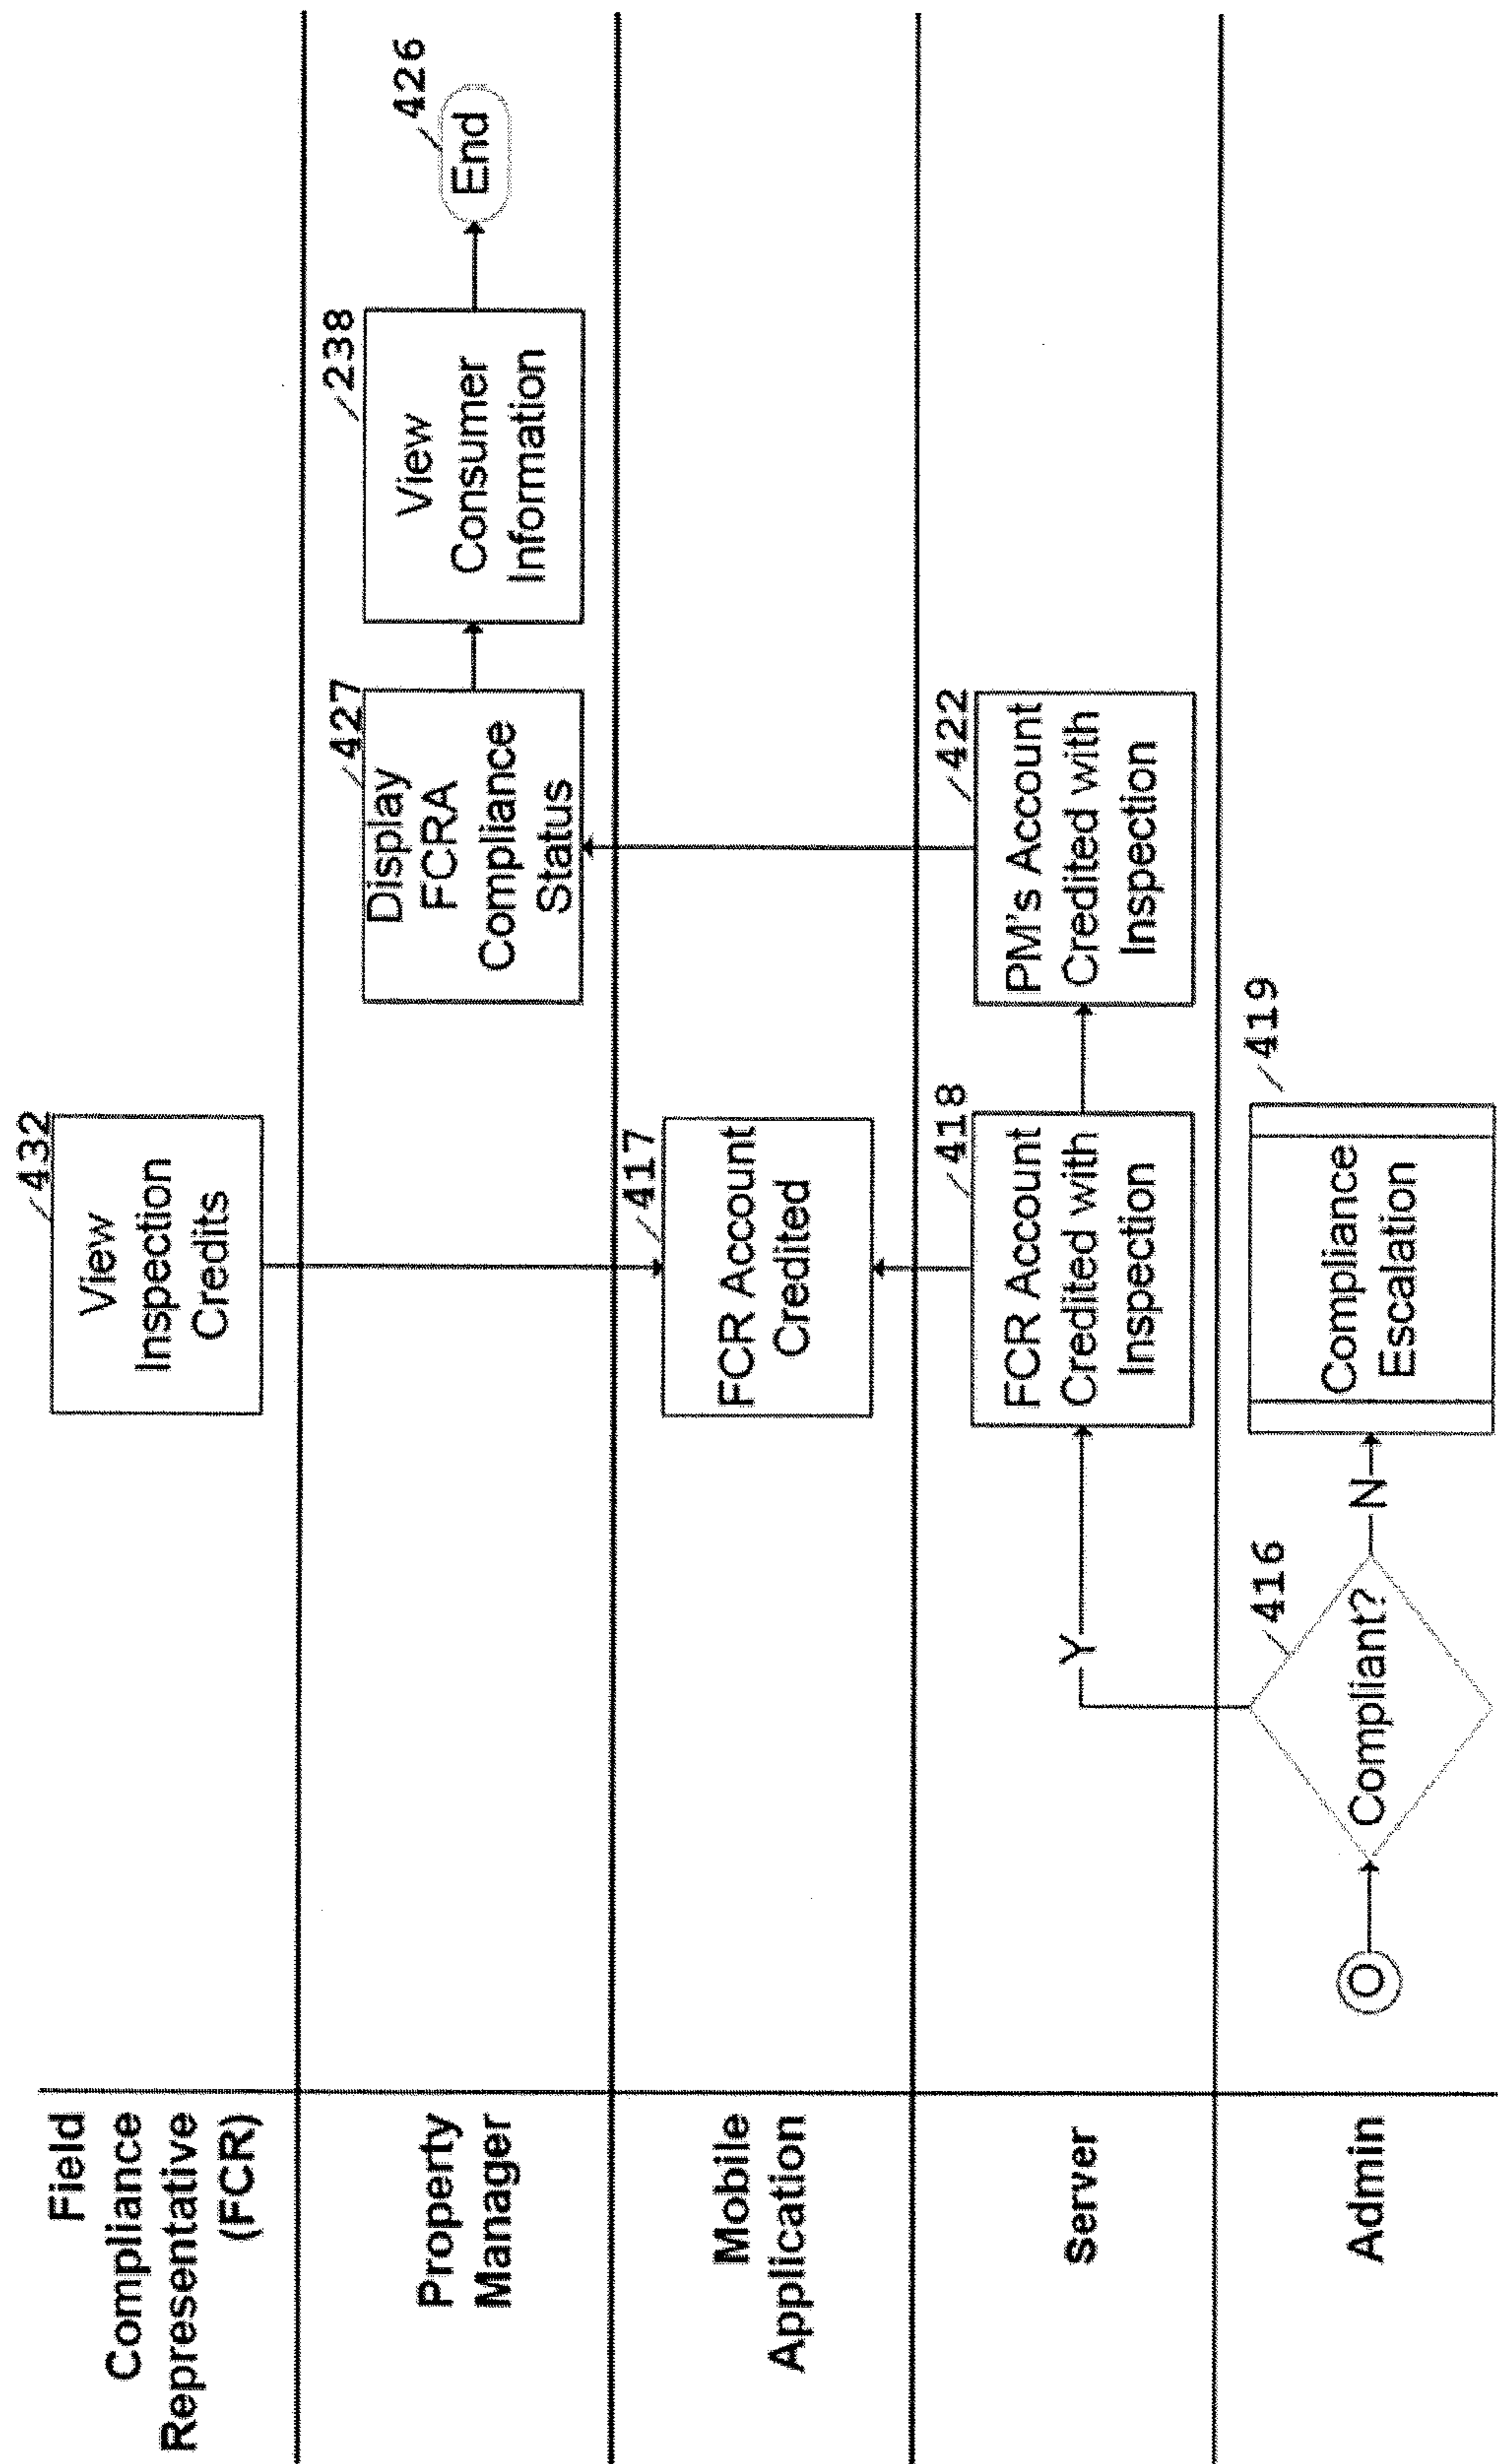 Field
Compliance
Representative
(FCR)
432
View
Inspection
Credits
Property
Manager
427
Display
FCRA
Compliance
Status
238
View
Consumer
Information
426
End
Mobile
Application
417
FCR Account
Credited
Server
Y
418
FCR Account
Credited with
Inspection
422
PM's Account
Credited with
Inspection
Admin
O
416
Compliant?
N
419
Compliance
Escalation